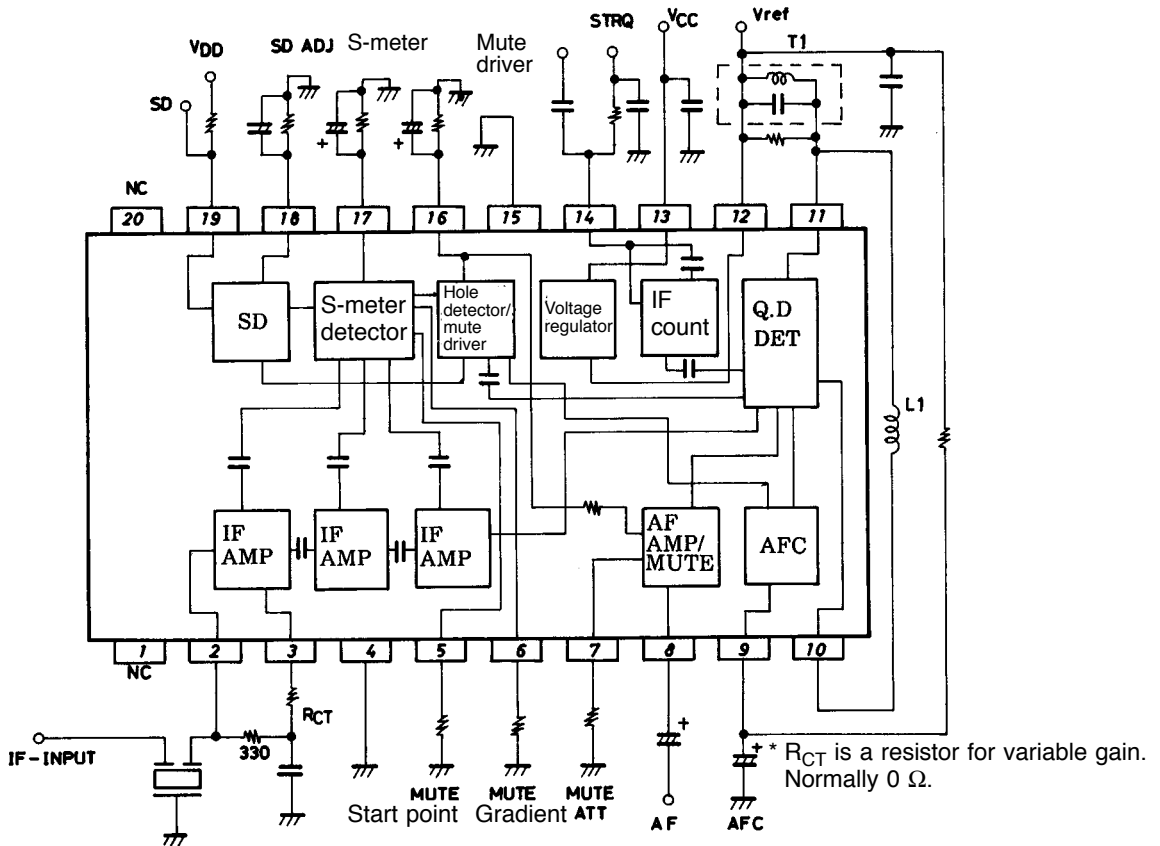 STRQ
VCC
Vref
T1
VDD
SD ADJ
S-meter
Mute
driver
SD
NC
20
19
18
17
16
15
14
13
12
11
SD
S-meter
detector
Hole
detector/
mute
driver
Voltage
regulator
IF
count
Q.D
DET
L1
IF
AMP
IF
AMP
IF
AMP
AF
AMP/
MUTE
AFC
1
2
3
4
5
6
7
8
9
10
NC
RCT
330
IF-INPUT
MUTE
Start point
MUTE
Gradient
MUTE
ATT
+
AF
+
AFC
+
+
* RCT is a resistor for variable gain.
Normally 0 Ω.